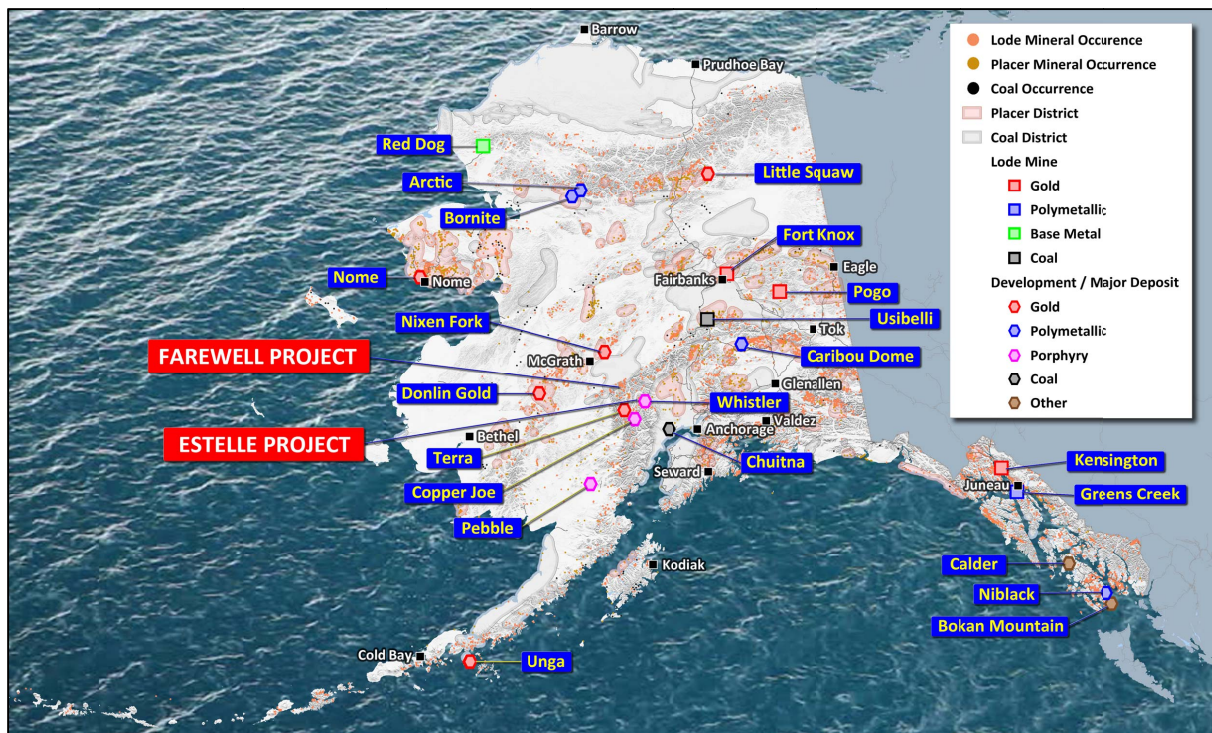 Barrow
Prudhoe Bay
Red Dog
Arctic
Bornite
Little Squaw
Fort Knox
Nome
Nome
Fairbanks
Eagle
Pogo
Nixen Fork
Usibelli
Tok
FAREWELL PROJECT
McGrath
Caribou Dome
Donlin Gold
Glenallen
Whistler
ESTELLE PROJECT
Bethel
Anchorage
Valdez
Terra
Chuitna
Seward
Copper Joe
Pebble
Kensington
Juneau
Greens Creek
Kodiak
Calder
Niblack
Bokan Mountain
Cold Bay
Unga
Lode Mineral Occurence
Placer Mineral Occurrence
Coal Occurrence
Placer District
Coal District
Lode Mine
Gold
Polymetallic
Base Metal
Coal
Development / Major Deposit
Gold
Polymetallic
Porphyry
Coal
Other